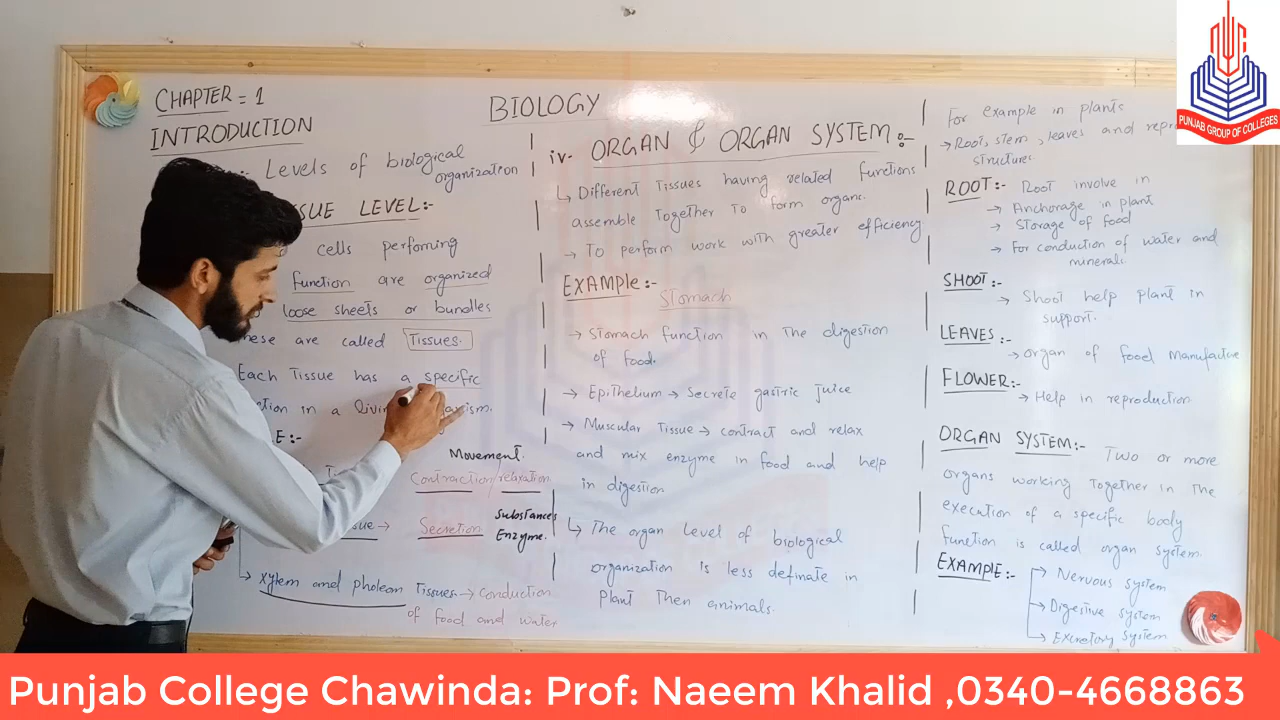 CHAPTER = 1
INTRODUCTION
BIOLOGY
Levels of biological
organization
SSUE LEVEL:-
cells performing
function are organized
loose sheets or bundles
hese are called Tissues.
Each Tissue has a specific
tion in a livin anism.
E:-
Movement.
Contraction/relaxation
sue → Secretion
Substances
Enzyme.
↳ Xylem and pholean Tissues → Conduction
of food and water
iv- ORGAN & ORGAN SYSTEM:-
↳ Different Tissues having related functions
assemble Together To form organs.
→ To perform work with greater efficiency
EXAMPle:-
Stomach
→ Stomach function in The digestion
of food.
→ Epithelium → Secrete gastric juice
→ Muscular Tissue → contract and relax
and mix enzyme in food and help
in digestion
↳ The organ Level of biological
organization is less definate in
plant Then animals.
For example in plants
→ Root, stem, leaves and repro
structures
ROOT:- Root involve in
→ Anchorage in plant
→ Storage of food
→ For conduction of water and
minerals
SHOOT:-
→ Shoot help plant in
support.
LEAVES:-
→ organ of food Manufacture
FLOWER:-
→ Help in reproduction
ORGAN SYSTEM:- Two or more
organs working Together in The
execution of a specific body
function is called organ system.
EXAMPLE:- → Nervous system
→ Digestive system
→ Excretory System
PUNJAB GROUP OF COLLEGES
Punjab College Chawinda: Prof: Naeem Khalid ,0340-4668863